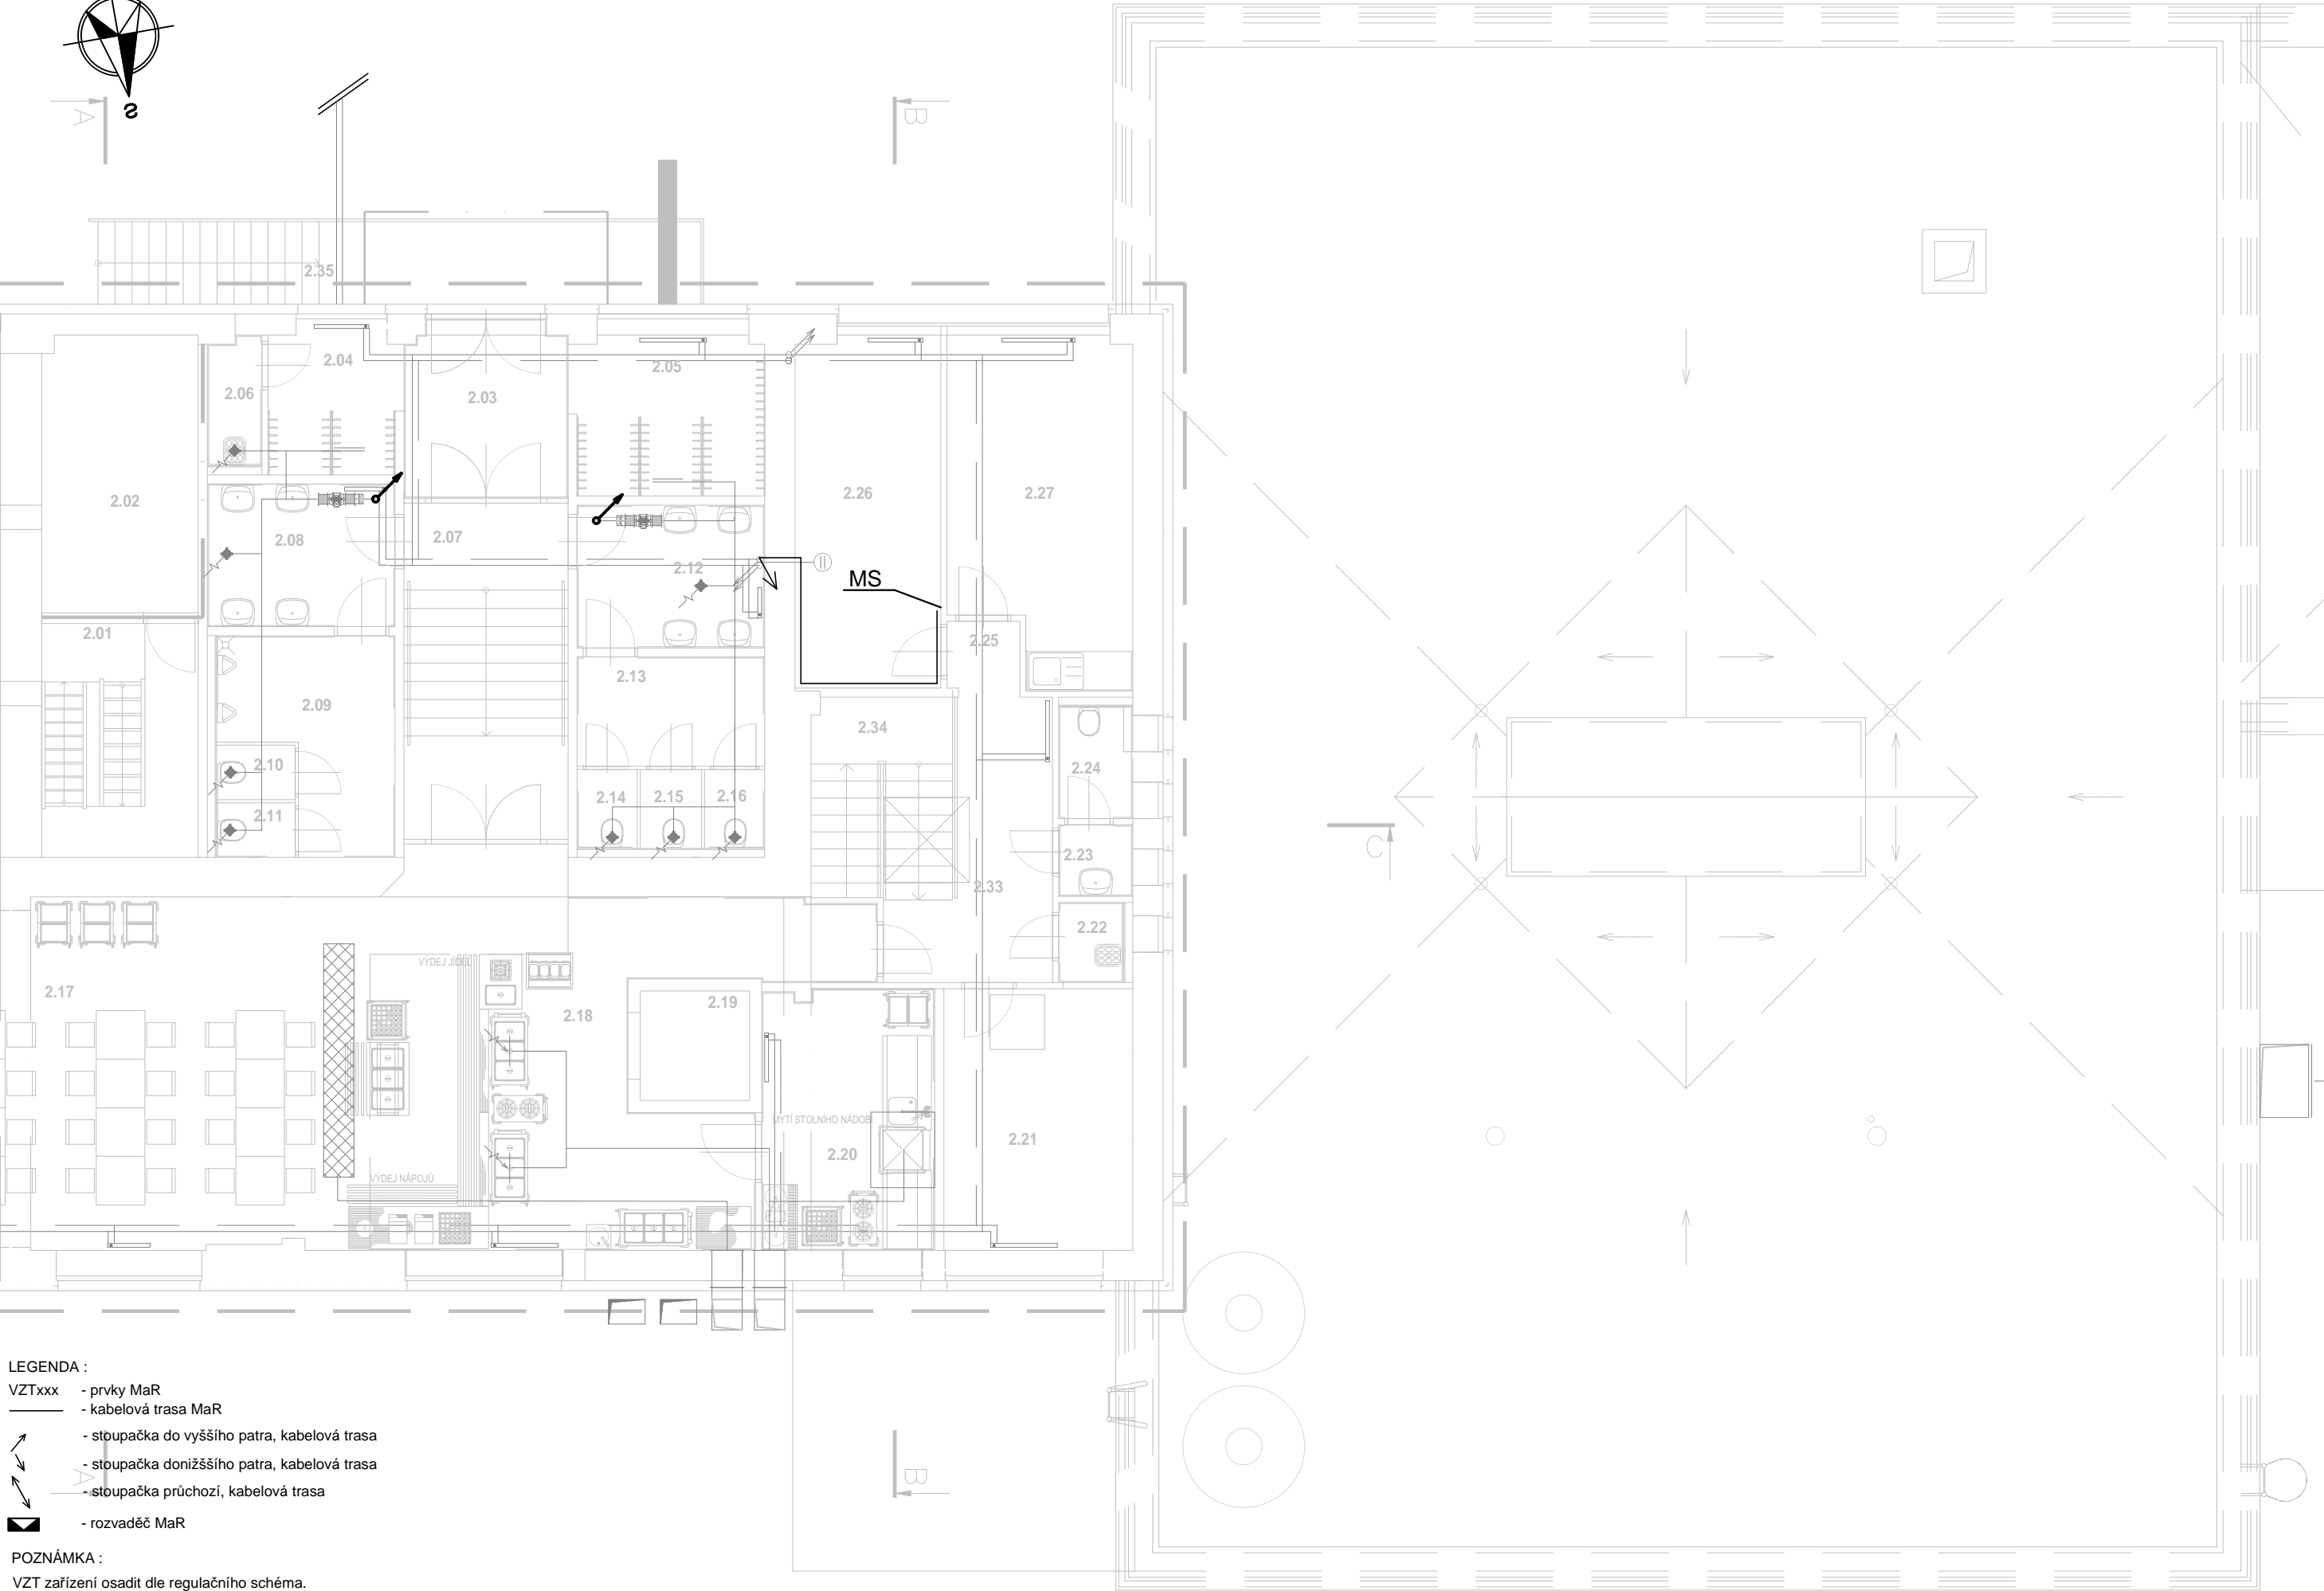 S
A
B
2.35
2.04
2.05
2.06
2.03
2.02
2.26
2.27
2.08
2.07
2.12
MS
2.01
2.25
2.13
2.09
2.34
2.10
2.24
2.14
2.15
2.16
2.11
C
2.23
2.33
2.22
VÝDEJ JÍDEL
2.17
2.19
2.18
MYTÍ STOLNÍHO NÁDOBÍ
2.21
2.20
VÝDEJ NÁPOJŮ
LEGENDA :
VZTxxx - prvky MaR
- kabelová trasa MaR
- stoupačka do vyššího patra, kabelová trasa
- stoupačka donižššího patra, kabelová trasa
A
B
- stoupačka průchozí, kabelová trasa
- rozvaděč MaR
POZNÁMKA :
VZT zařízení osadit dle regulačního schéma.